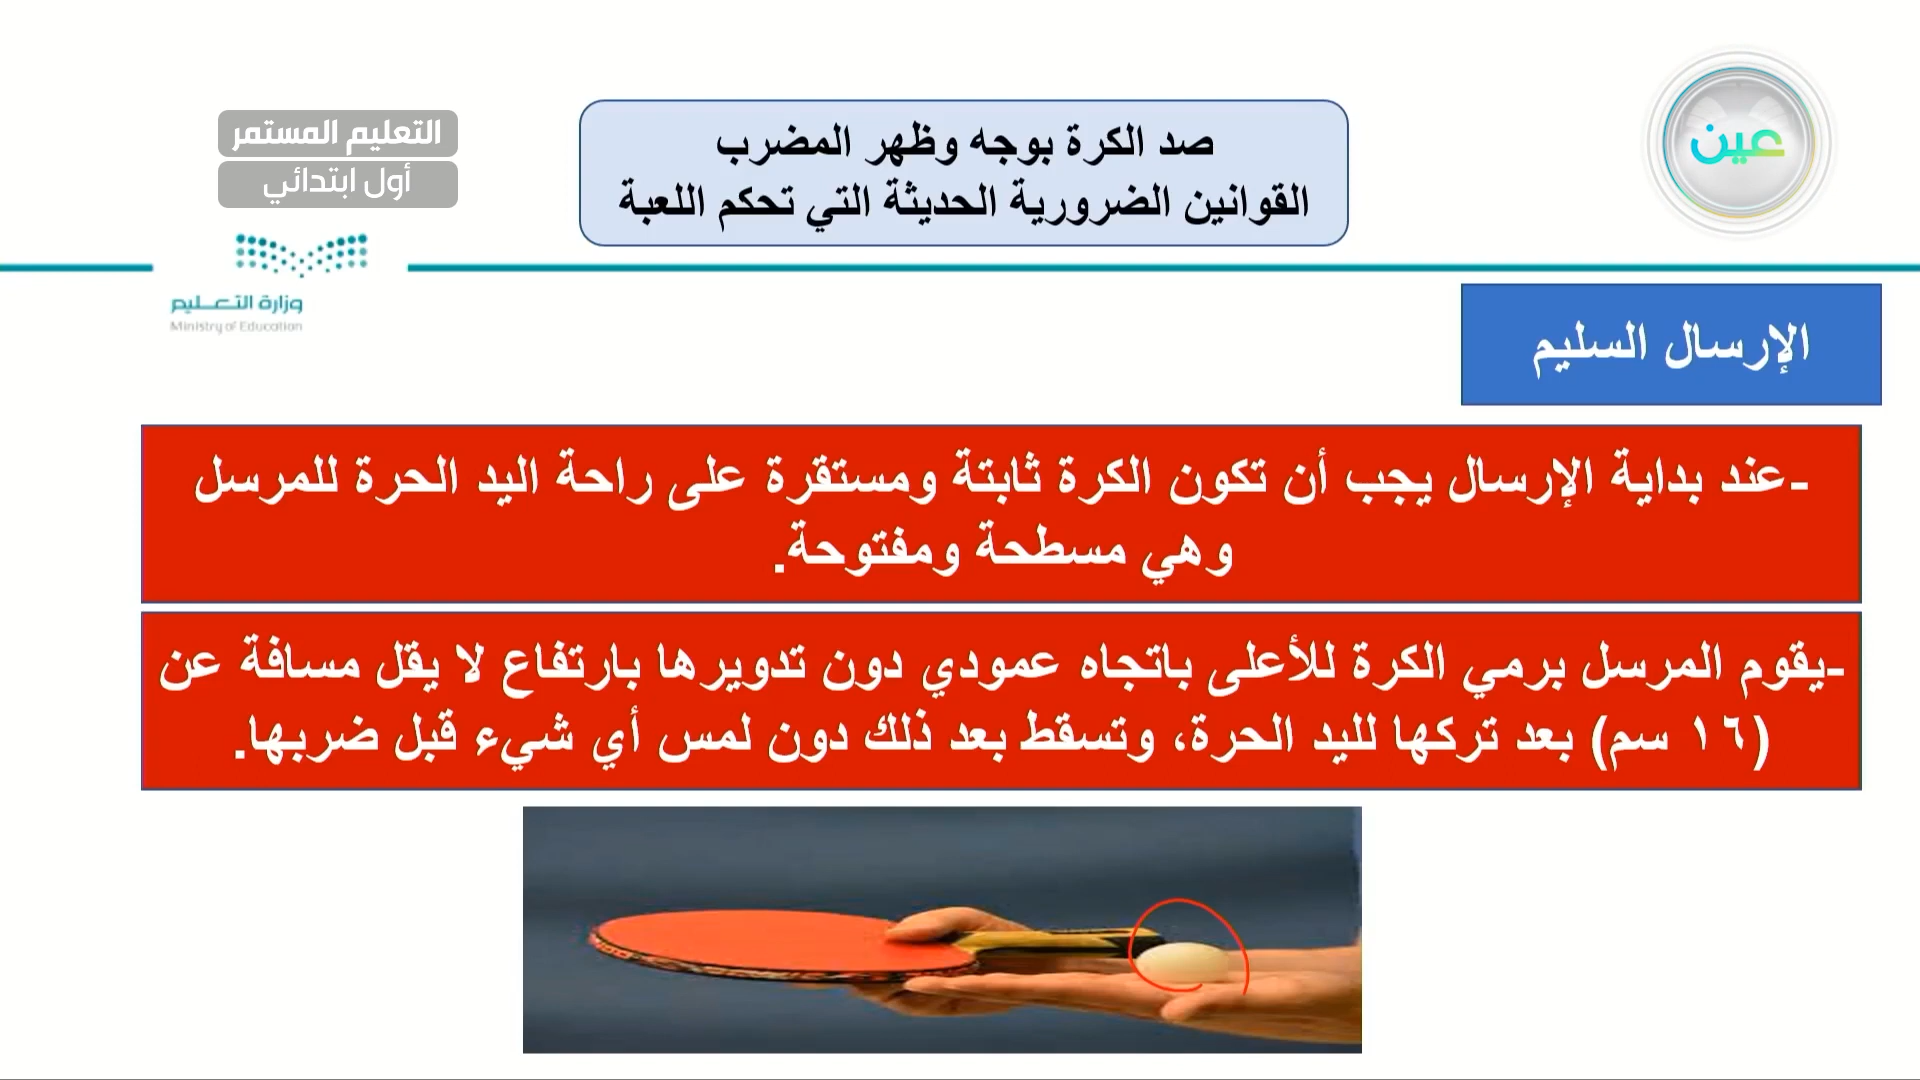 عين
صد الكرة بوجه وظهر المضرب
القوانين الضرورية الحديثة التي تحكم اللعبة
التعليم المستمر
أول ابتدائي
وزارة التعـليم
Ministry of Education
الإرسال السليم
-عند بداية الإرسال يجب أن تكون الكرة ثابتة ومستقرة على راحة اليد الحرة للمرسل
وهي مسطحة ومفتوحة.
-يقوم المرسل برمي الكرة للأعلى باتجاه عمودي دون تدويرها بارتفاع لا يقل مسافة عن
(١٦ سم) بعد تركها لليد الحرة، وتسقط بعد ذلك دون لمس أي شيء قبل ضربها.